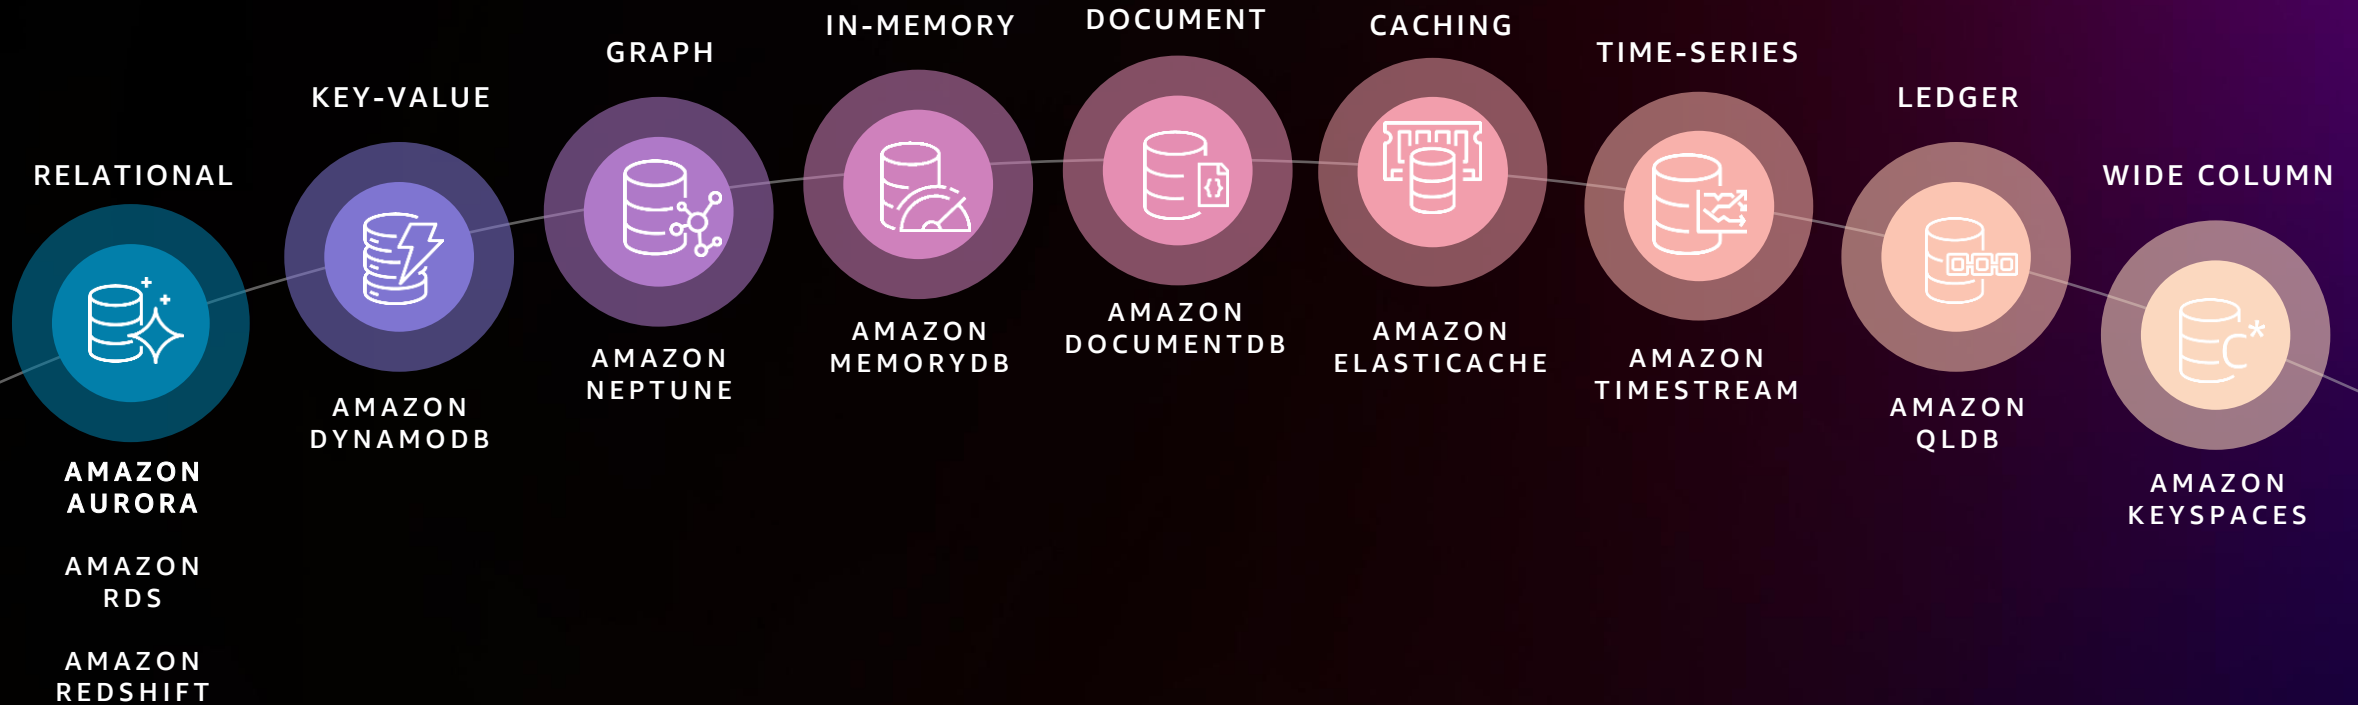 RELATIONAL
AMAZON
AURORA
AMAZON
RDS
AMAZON
REDSHIFT
KEY-VALUE
AMAZON
DYNAMODB
GRAPH
AMAZON
NEPTUNE
IN-MEMORY
AMAZON
MEMORYDB
DOCUMENT
{}
AMAZON
DOCUMENTDB
CACHING
AMAZON
ELASTICACHE
TIME-SERIES
AMAZON
TIMESTREAM
LEDGER
AMAZON
QLDB
WIDE COLUMN
C*
AMAZON
KEYSPACES